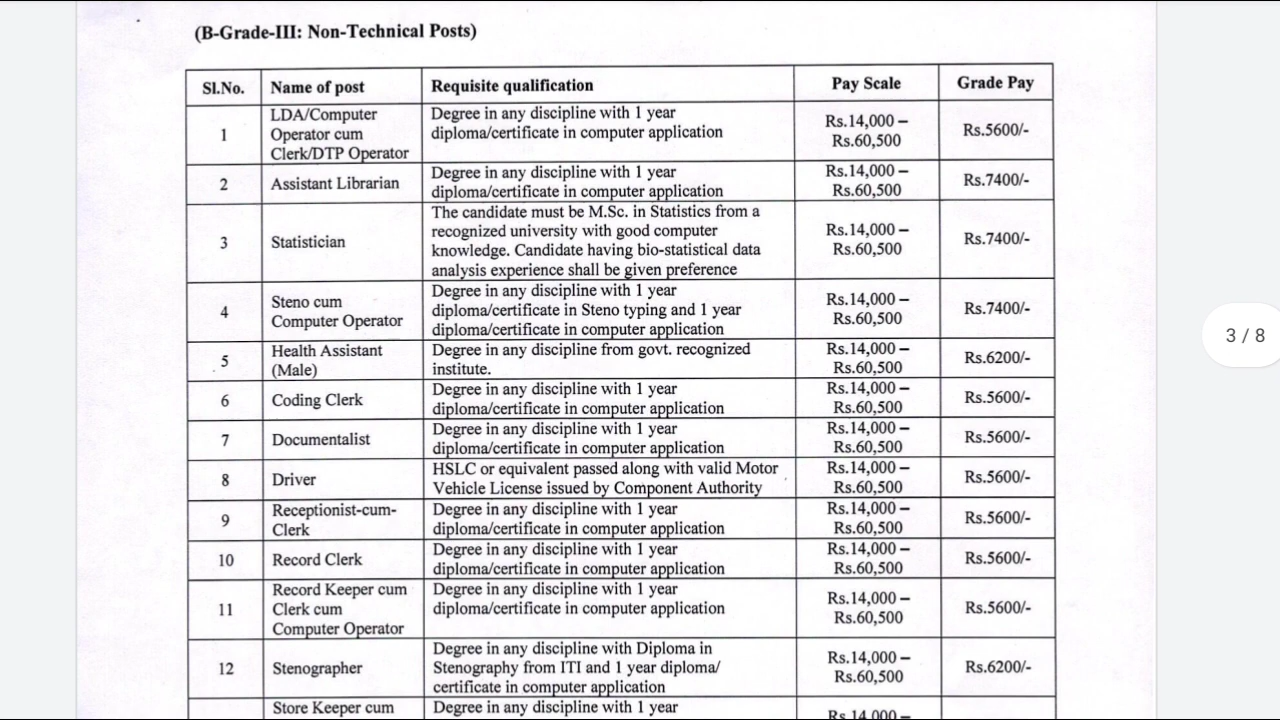 (B-Grade-III: Non-Technical Posts)
Sl.No. Name of post Requisite qualification Pay Scale Grade Pay
1
LDA/Computer
Operator cum
Clerk/DTP Operator
Degree in any discipline with 1 year
diploma/certificate in computer application
Rs.14,000 –
Rs.60,500
Rs.5600/-
2
Assistant Librarian
Degree in any discipline with 1 year
diploma/certificate in computer application
Rs.14,000 –
Rs.60,500
Rs.7400/-
3
Statistician
The candidate must be M.Sc. in Statistics from a
recognized university with good computer
knowledge. Candidate having bio-statistical data
analysis experience shall be given preference
Rs.14,000 –
Rs.60,500
Rs.7400/-
4
Steno cum
Computer Operator
Degree in any discipline with 1 year
diploma/certificate in Steno typing and 1 year
diploma/certificate in computer application
Rs.14,000 –
Rs.60,500
Rs.7400/-
5
Health Assistant
(Male)
Degree in any discipline from govt. recognized
institute.
Rs.14,000 –
Rs.60,500
Rs.6200/-
6
Coding Clerk
Degree in any discipline with 1 year
diploma/certificate in computer application
Rs.14,000 –
Rs.60,500
Rs.5600/-
7
Documentalist
Degree in any discipline with 1 year
diploma/certificate in computer application
Rs.14,000 –
Rs.60,500
Rs.5600/-
8
Driver
HSLC or equivalent passed along with valid Motor
Vehicle License issued by Component Authority
Rs.14,000 –
Rs.60,500
Rs.5600/-
9
Receptionist-cum-
Clerk
Degree in any discipline with 1 year
diploma/certificate in computer application
Rs.14,000 –
Rs.60,500
Rs.5600/-
10
Record Clerk
Degree in any discipline with 1 year
diploma/certificate in computer application
Rs.14,000 –
Rs.60,500
Rs.5600/-
11
Record Keeper cum
Clerk cum
Computer Operator
Degree in any discipline with 1 year
diploma/certificate in computer application
Rs.14,000 –
Rs.60,500
Rs.5600/-
12
Stenographer
Degree in any discipline with Diploma in
Stenography from ITI and 1 year diploma/
certificate in computer application
Rs.14,000 –
Rs.60,500
Rs.6200/-
Store Keeper cum
Degree in any discipline with 1 year
Rs.14,000 –
3 / 8